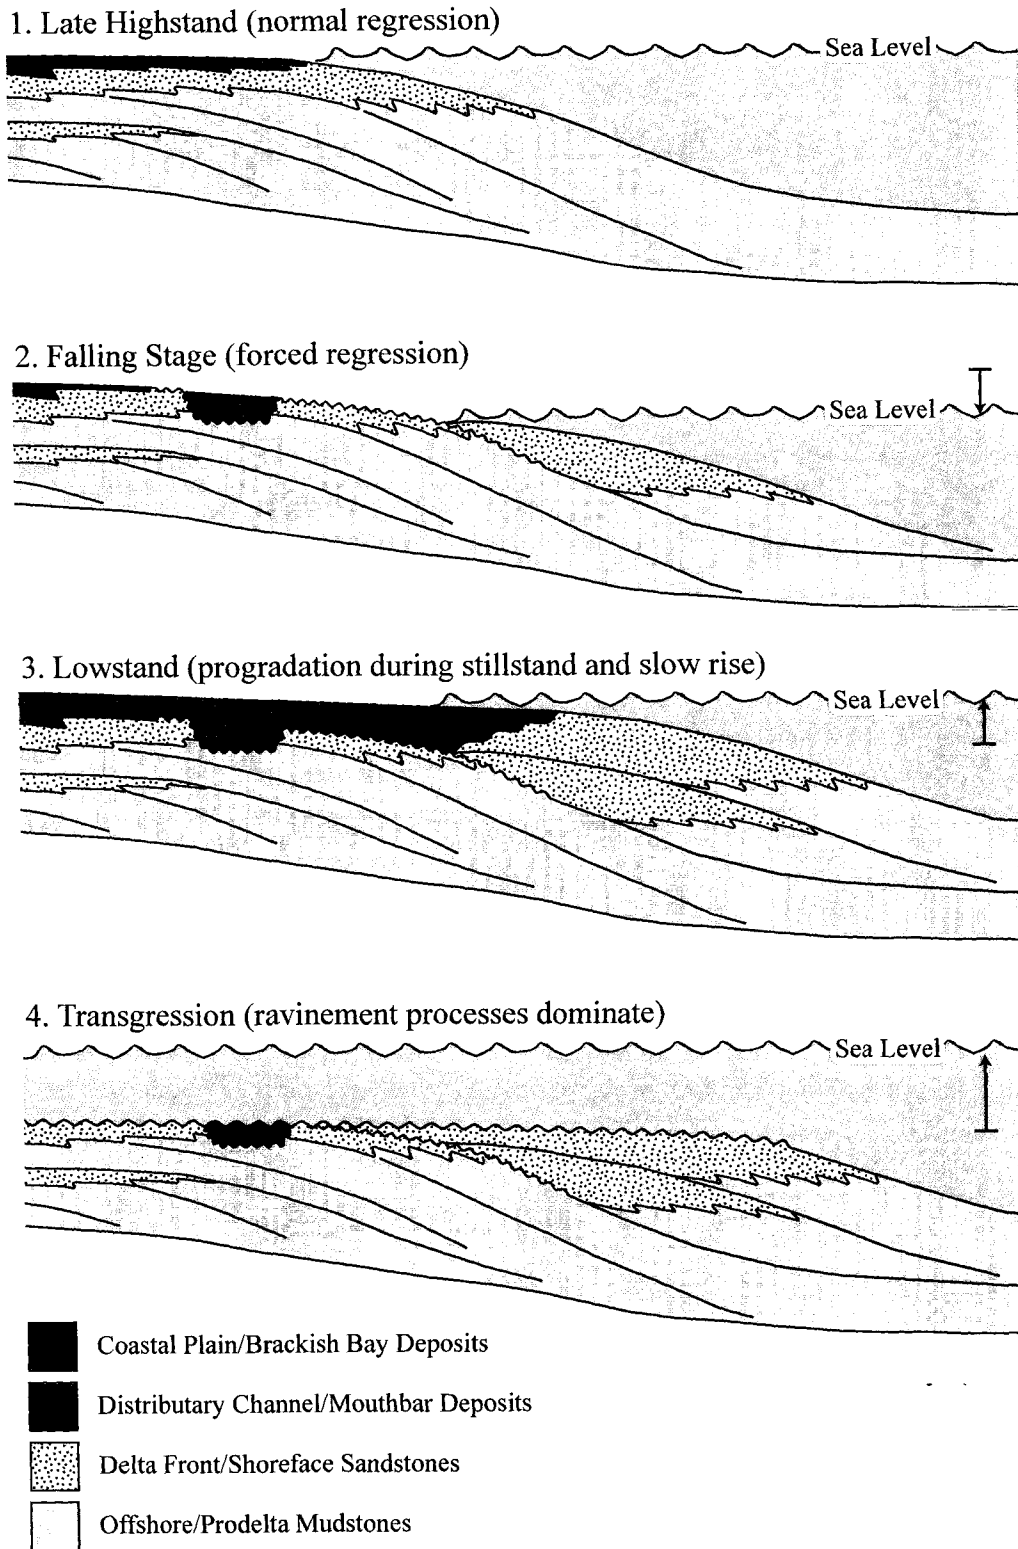 1. Late Highstand (normal regression)
Sea Level
2. Falling Stage (forced regression)
Sea Level
3. Lowstand (progradation during stillstand and slow rise)
Sea Level
4. Transgression (ravinement processes dominate)
Sea Level
Coastal Plain/Brackish Bay Deposits
Distributary Channel/Mouthbar Deposits
Delta Front/Shoreface Sandstones
Offshore/Prodelta Mudstones